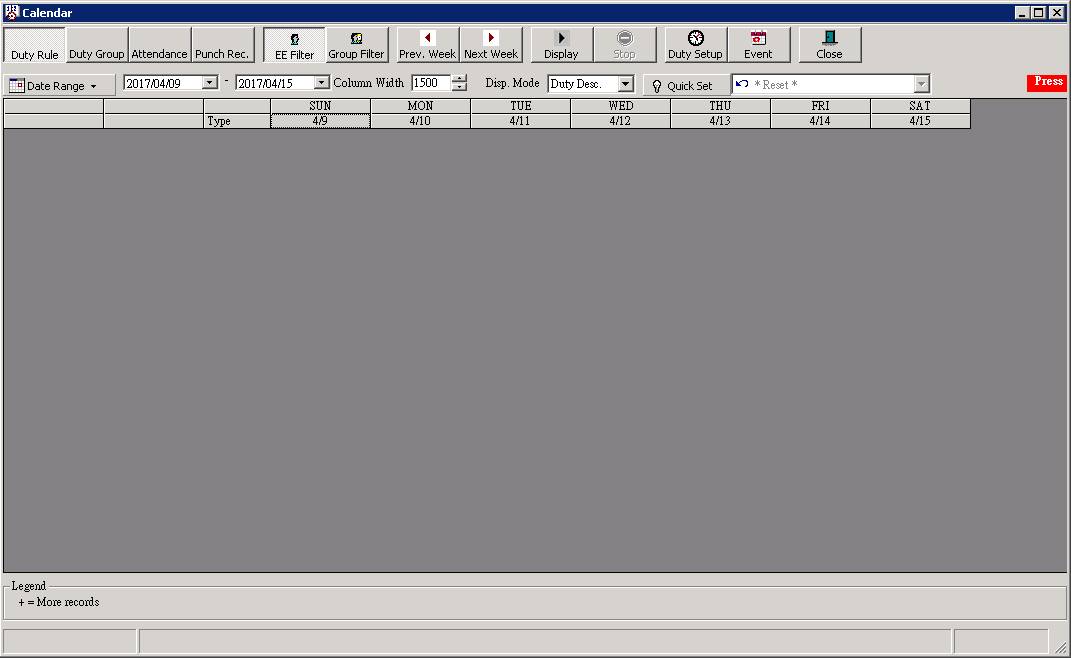 Calendar
Duty Rule Duty Group Attendance Punch Rec. EE Filter Group Filter Prev. Week Next Week Display Stop Duty Setup Event Close
Date Range 2017/04/09 - 2017/04/15 Column Width 1500 Disp. Mode Duty Desc. Quick Set * Reset * Press
SUN MON TUE WED THU FRI SAT
Type 4/9 4/10 4/11 4/12 4/13 4/14 4/15
Legend
+ = More records